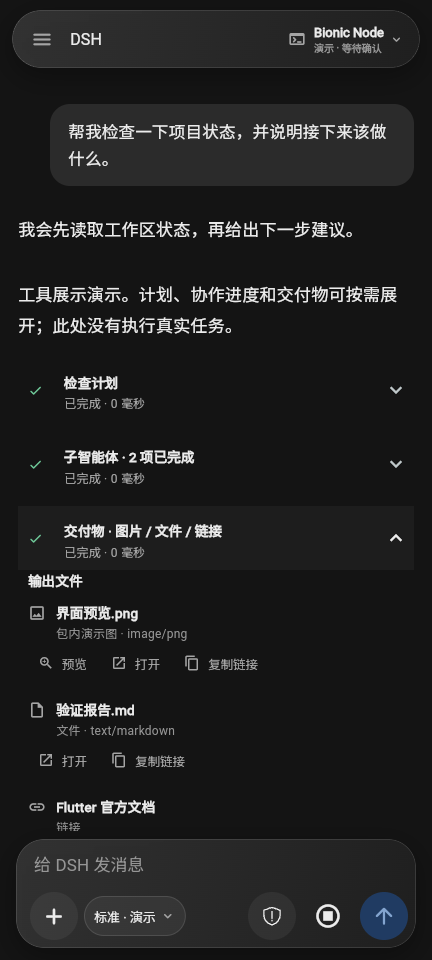 DSH
Bionic Node
演示 · 等待确认
帮我检查一下项目状态，并说明接下来该做
什么。
我会先读取工作区状态，再给出下一步建议。
工具展示演示。计划、协作进度和交付物可按需展
开；此处没有执行真实任务。
检查计划
已完成 · 0 毫秒
子智能体 · 2 项已完成
已完成 · 0 毫秒
交付物 · 图片 / 文件 / 链接
已完成 · 0 毫秒
输出文件
界面预览.png
包内演示图 · image/png
预览 打开 复制链接
验证报告.md
文件 · text/markdown
打开 复制链接
Flutter 官方文档
链接
给 DSH 发消息
标准 · 演示